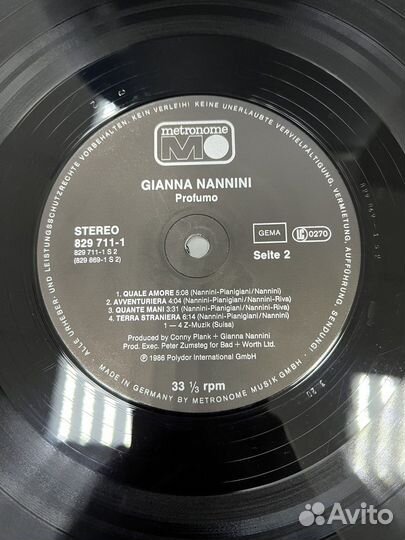 ALLE URHEBER- UND LEISTUNGSSCHUTZRECHTE VORBEHALTEN. KEIN VERLEIH! KEINE UNERLAUBTE VERVIELFÄLTIGUNG, VERMIETUNG, AUFFÜHRUNG, SENDUNG!
metronome
M
GIANNA NANNINI
Profumo
STEREO
829 711-1
829 711-1 S 2
(829 869-1 S 2)
GEMA
LC 0270
Seite 2
1. QUALE AMORE 5:08 (Nannini-Pianigiani/Nannini)
2. AVVENTURIERA 4:04 (Nannini-Pianigiani/Nannini-Riva)
3. QUANTE MANI 3:31 (Nannini-Pianigiani/Nannini)
4. TERRA STRANIERA 6:14 (Nannini-Pianigiani/Nannini-Riva)
1 — 4 Z-Muzik (Suisa)
Produced by Conny Plank + Gianna Nannini
Prod. Exec. Peter Zumsteg for Bad + Worth Ltd.
℗ 1986 Polydor International GmbH
33 1/3 rpm
MADE IN GERMANY BY METRONOME MUSIK GMBH
Avito